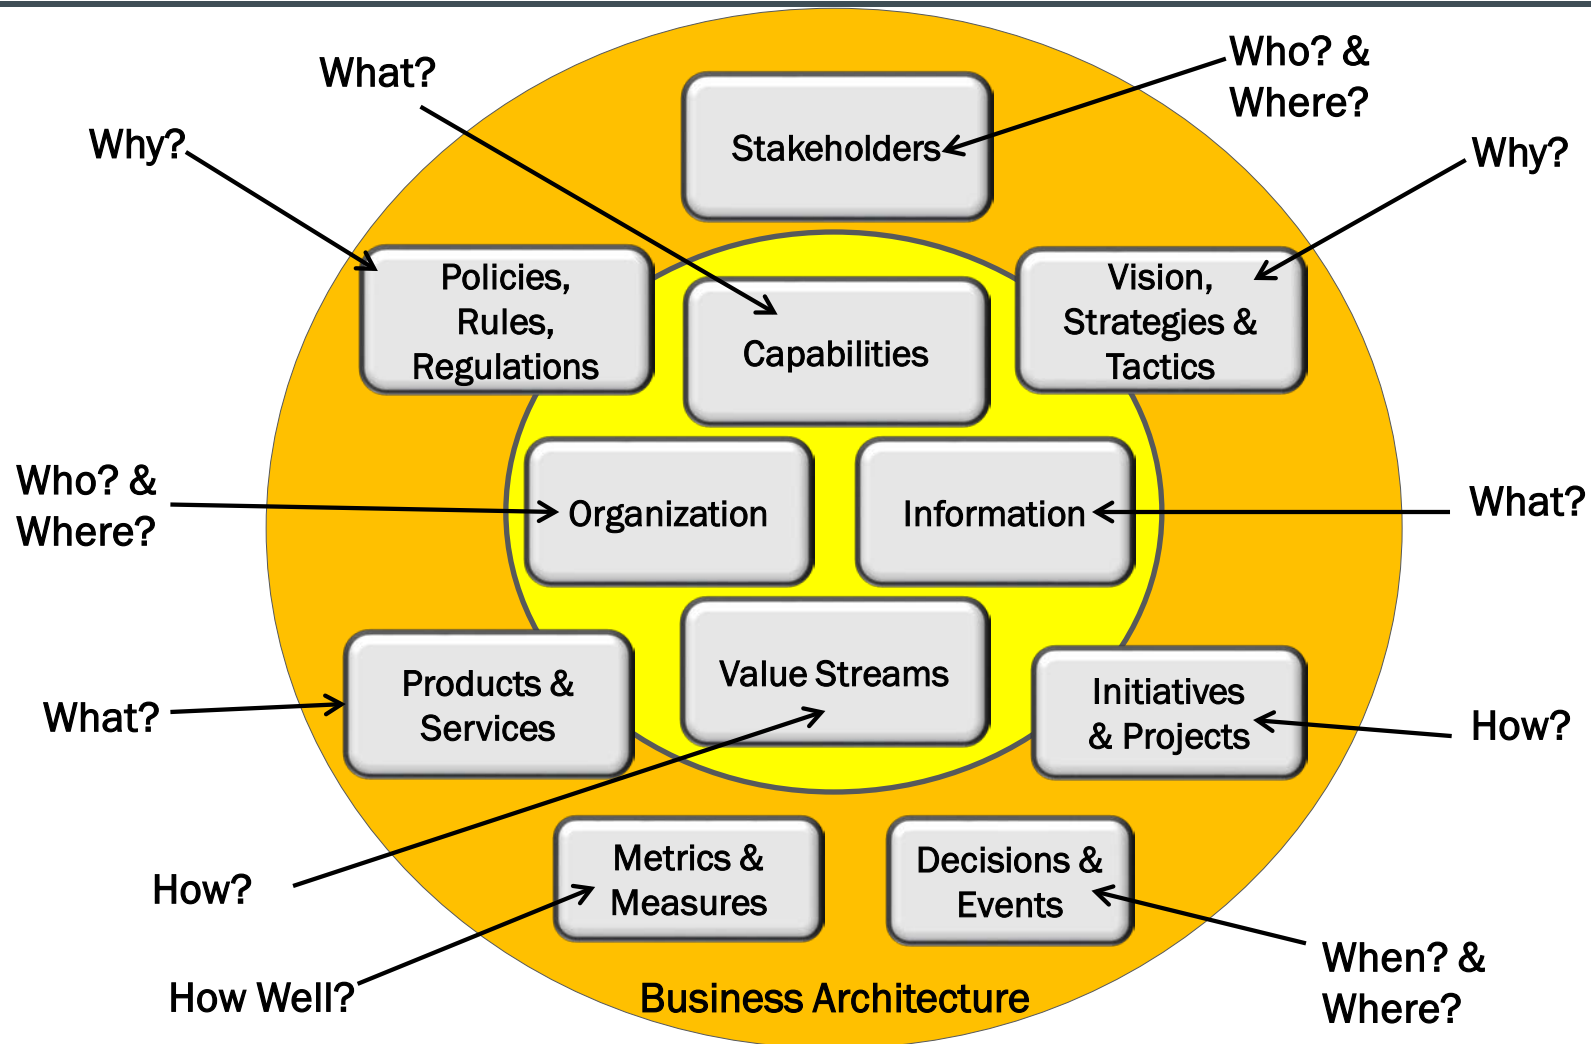 What?
Who? &
Where?
Why?
Why?
Stakeholders
Policies,
Rules,
Regulations
Capabilities
Vision,
Strategies &
Tactics
Who? &
Where?
Organization
Information
What?
What?
Products &
Services
Value Streams
Initiatives
& Projects
How?
How?
Metrics &
Measures
Decisions &
Events
How Well?
Business Architecture
When? &
Where?